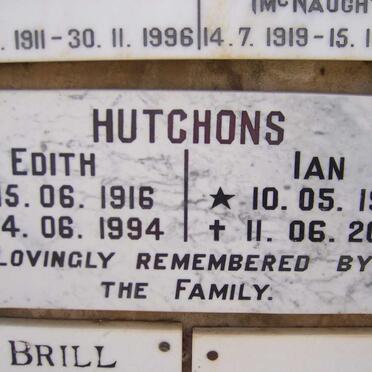 (McNaught
. 1911 - 30. 11. 1996 14. 7. 1919 - 15. 1
HUTCHONS
EDITH IAN
15. 06. 1916 ★ 10. 05. 19
4. 06. 1994 ✝ 11. 06. 20
LOVINGLY REMEMBERED BY
THE FAMILY.
BRILL